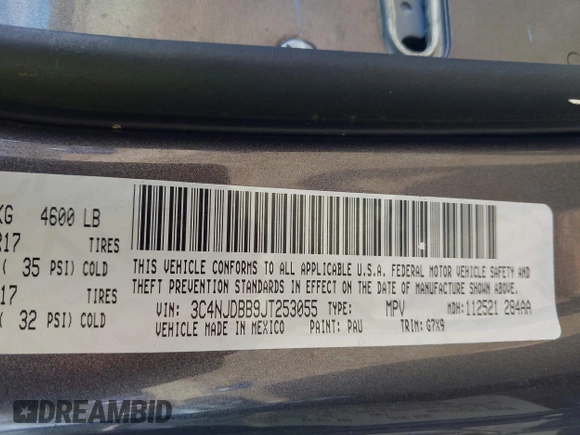 KG 4600 LB
R17 TIRES
( 35 PSI) COLD
17 TIRES
( 32 PSI) COLD
THIS VEHICLE CONFORMS TO ALL APPLICABLE U.S.A. FEDERAL MOTOR VEHICLE SAFETY AND
THEFT PREVENTION STANDARDS IN EFFECT ON THE DATE OF MANUFACTURE SHOWN ABOVE.
VIN: 3C4NJDBB9JT253055 TYPE: MPV MDH: 112521 284AA
VEHICLE MADE IN MEXICO PAINT: PAU TRIM: G7X9
DREAMBID